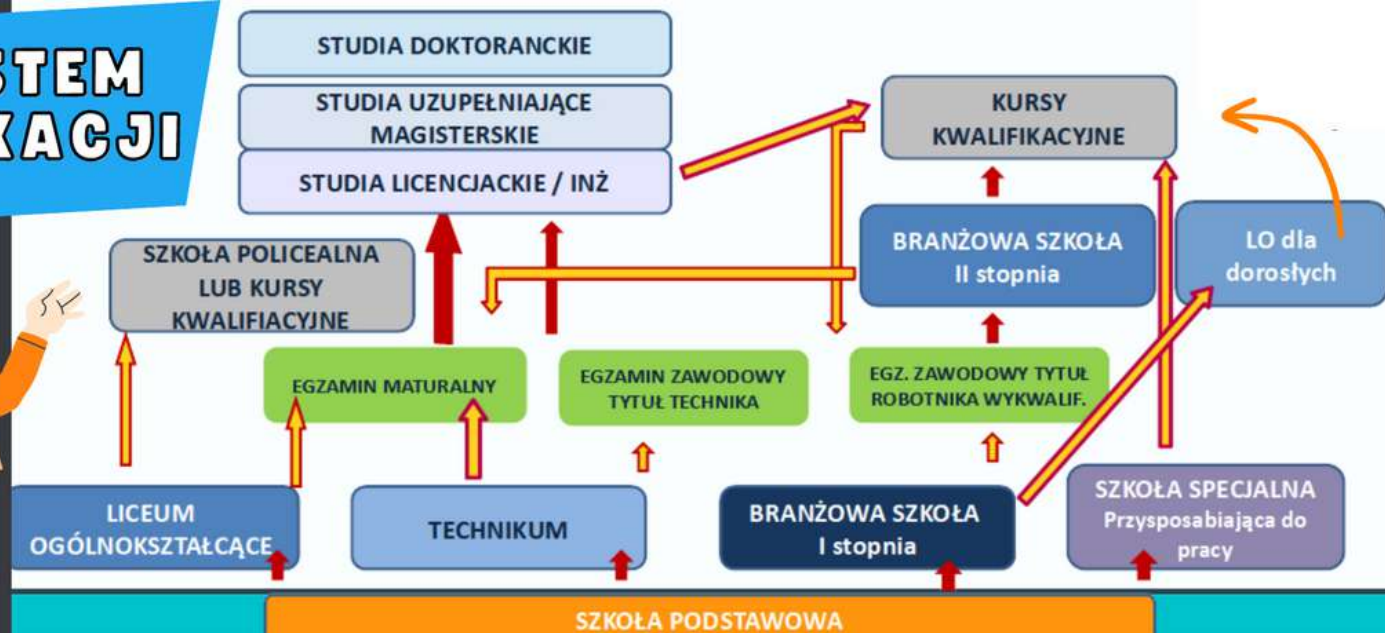 STEM
KACJI
STUDIA DOKTORANCKIE
STUDIA UZUPEŁNIAJĄCE
MAGISTERSKIE
STUDIA LICENCJACKIE / INŻ
KURSY
KWALIFIKACYJNE
SZKOŁA POLICEALNA
LUB KURSY
KWALIFIACYJNE
BRANŻOWA SZKOŁA
II stopnia
LO dla
dorosłych
EGZAMIN MATURALNY
EGZAMIN ZAWODOWY
TYTUŁ TECHNIKA
EGZ. ZAWODOWY TYTUŁ
ROBOTNIKA WYKWALIF.
LICEUM
OGÓLNOKSZTAŁCĄCE
TECHNIKUM
BRANŻOWA SZKOŁA
I stopnia
SZKOŁA SPECJALNA
Przysposabiająca do
pracy
SZKOŁA PODSTAWOWA